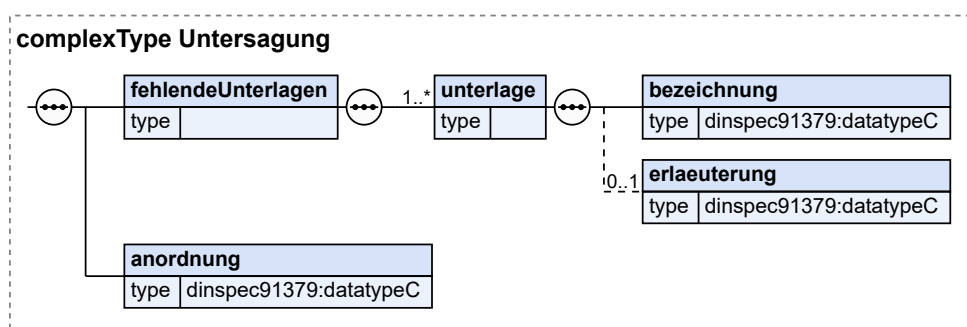 complexType Untersagung
fehlendeUnterlagen
type
1..*
unterlage
type
bezeichnung
type dinspec91379:datatypeC
0..1
erlaeuterung
type dinspec91379:datatypeC
anordnung
type dinspec91379:datatypeC